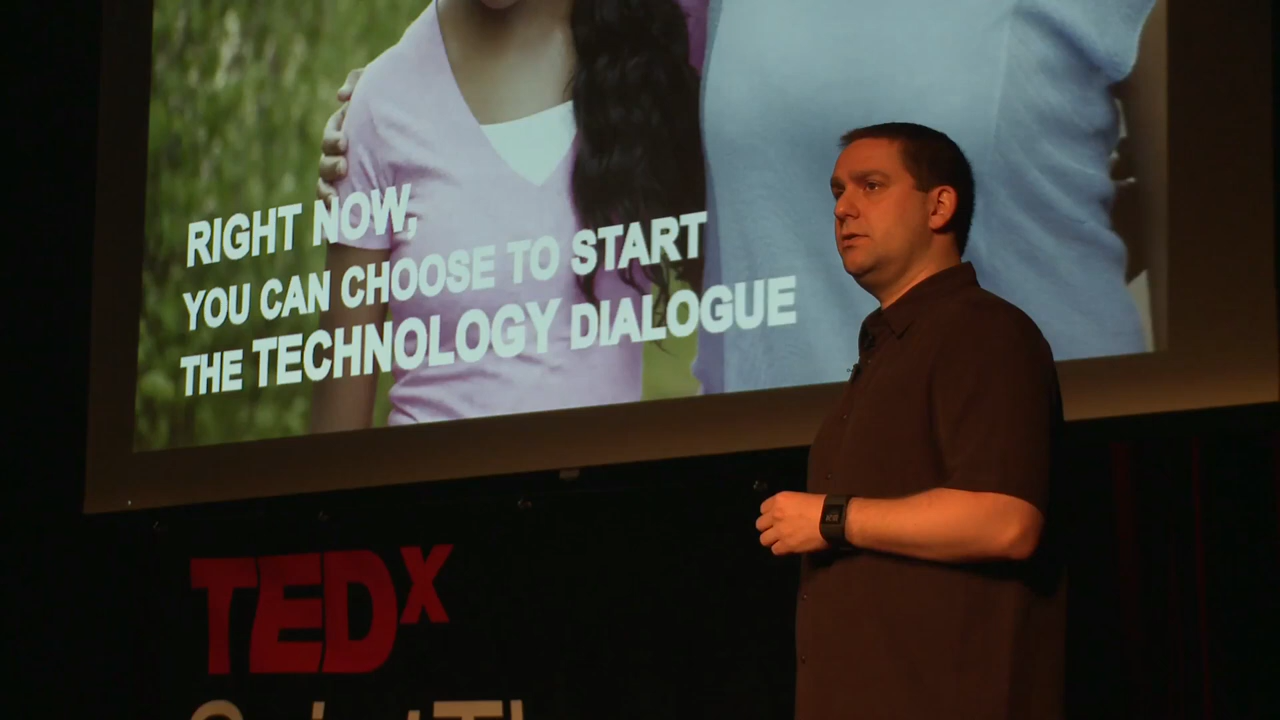 RIGHT NOW,
YOU CAN CHOOSE TO START
THE TECHNOLOGY DIALOGUE
TEDx